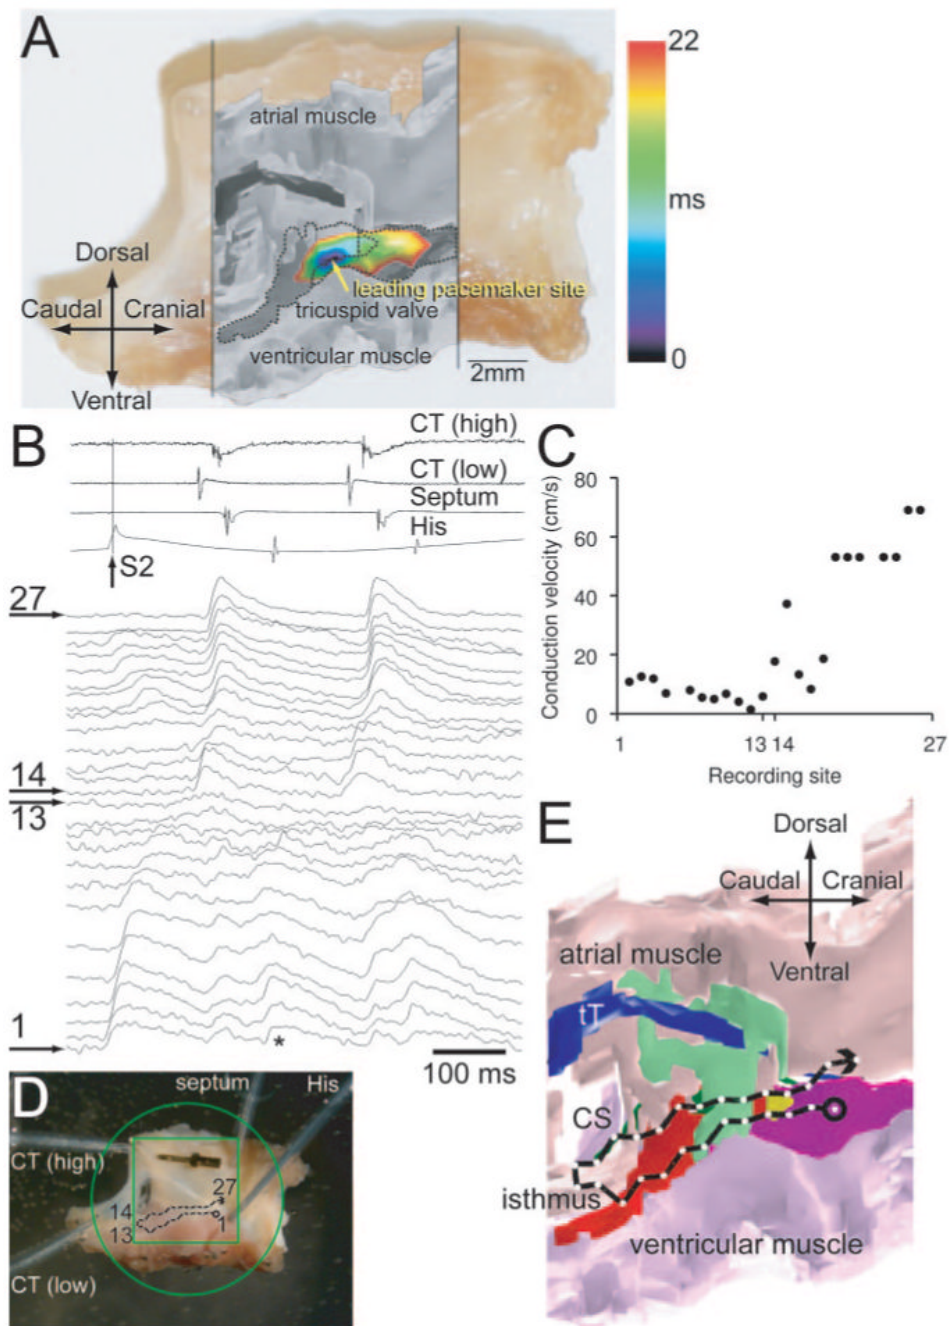 A
22
ms
0
atrial muscle
Dorsal
Caudal Cranial
Ventral
leading pacemaker site
tricuspid valve
ventricular muscle
2mm
B
CT (high)
CT (low)
Septum
His
S2
27
14
13
1
*
100 ms
C
Conduction velocity (cm/s)
80
60
40
20
0
1 13 14 27
Recording site
D
septum His
CT (high)
27
14
1
13
CT (low)
E
Dorsal
Caudal Cranial
Ventral
atrial muscle
tT
CS
isthmus
ventricular muscle